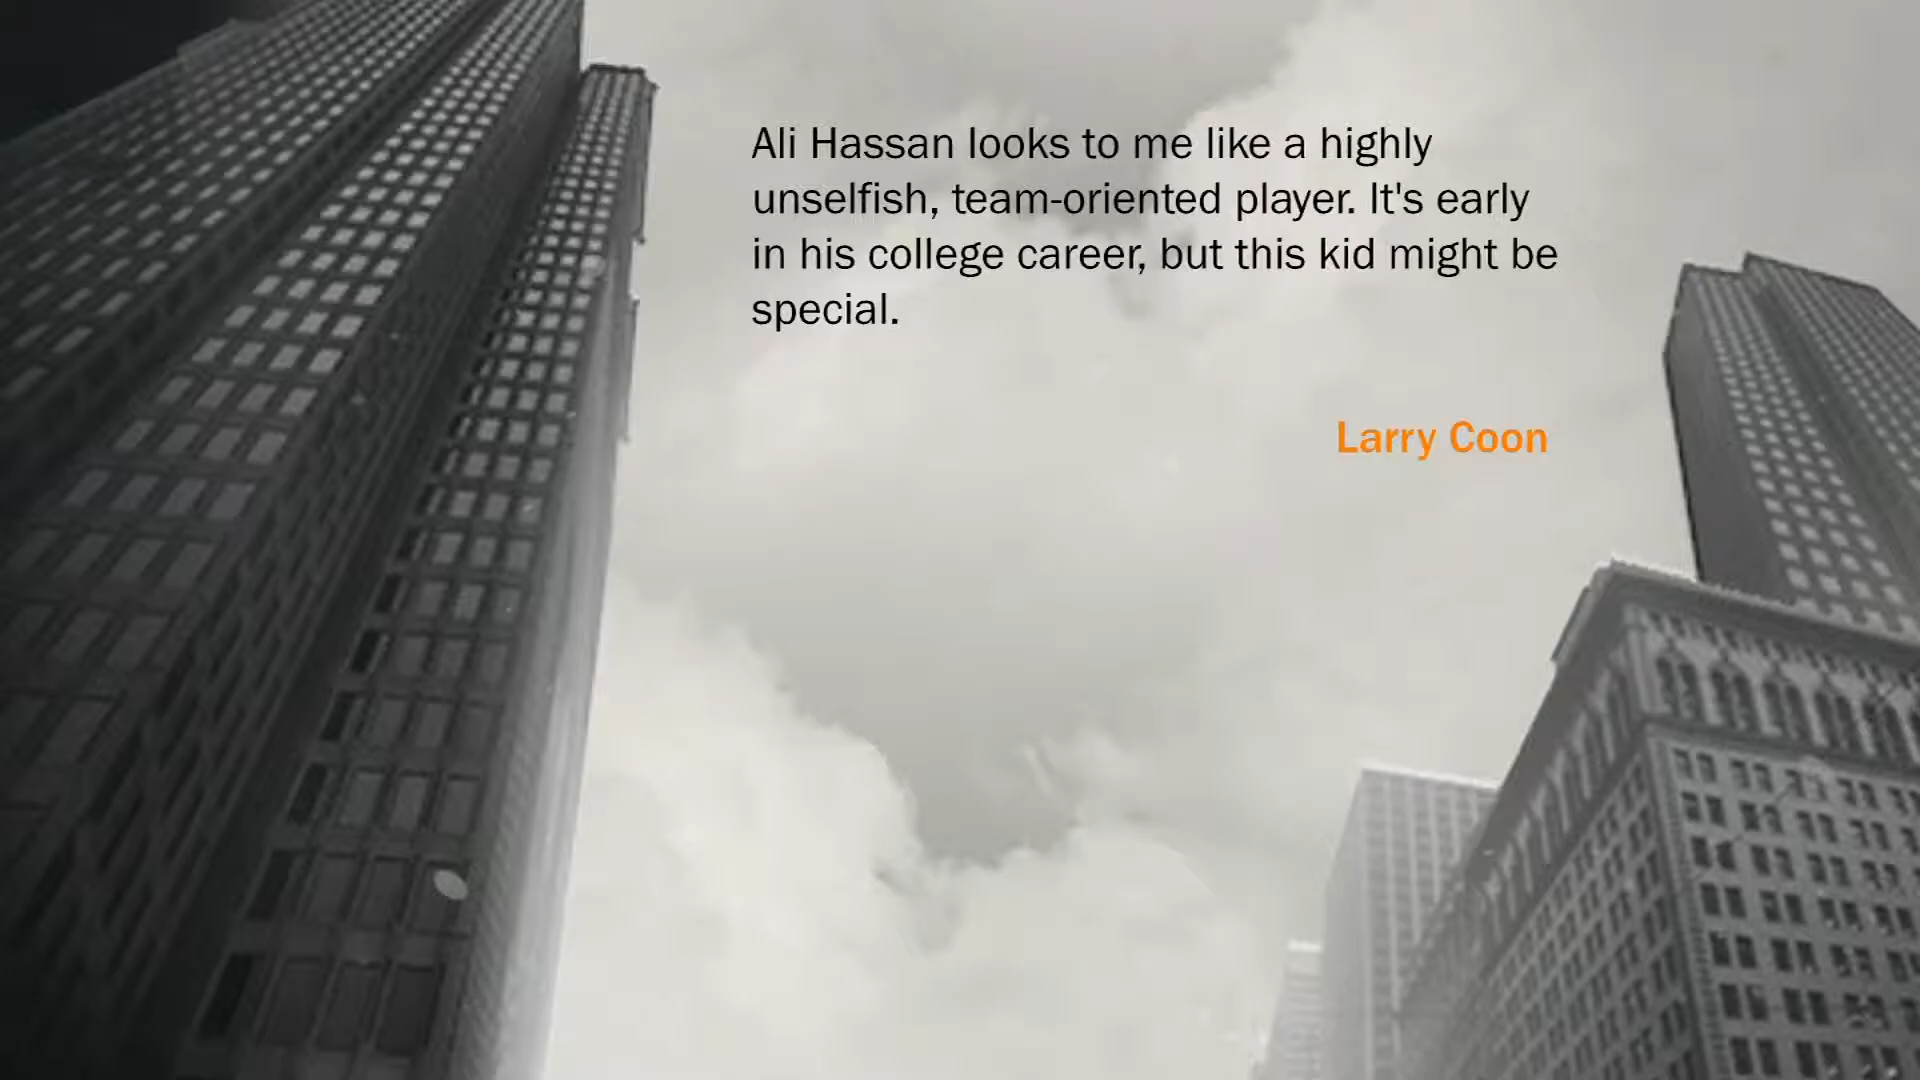 Ali Hassan looks to me like a highly
unselfish, team-oriented player. It's early
in his college career, but this kid might be
special.
Larry Coon